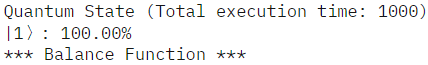 Quantum State (Total execution time: 1000)
|1⟩: 100.00%
*** Balance Function ***